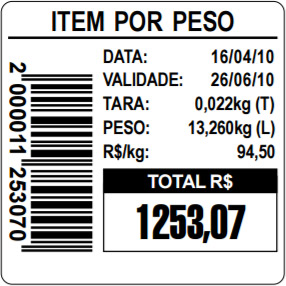 ITEM POR PESO
DATA: 16/04/10
VALIDADE: 26/06/10
TARA: 0,022kg (T)
PESO: 13,260kg (L)
R$/kg: 94,50
TOTAL R$
1253,07
2 000011 253070